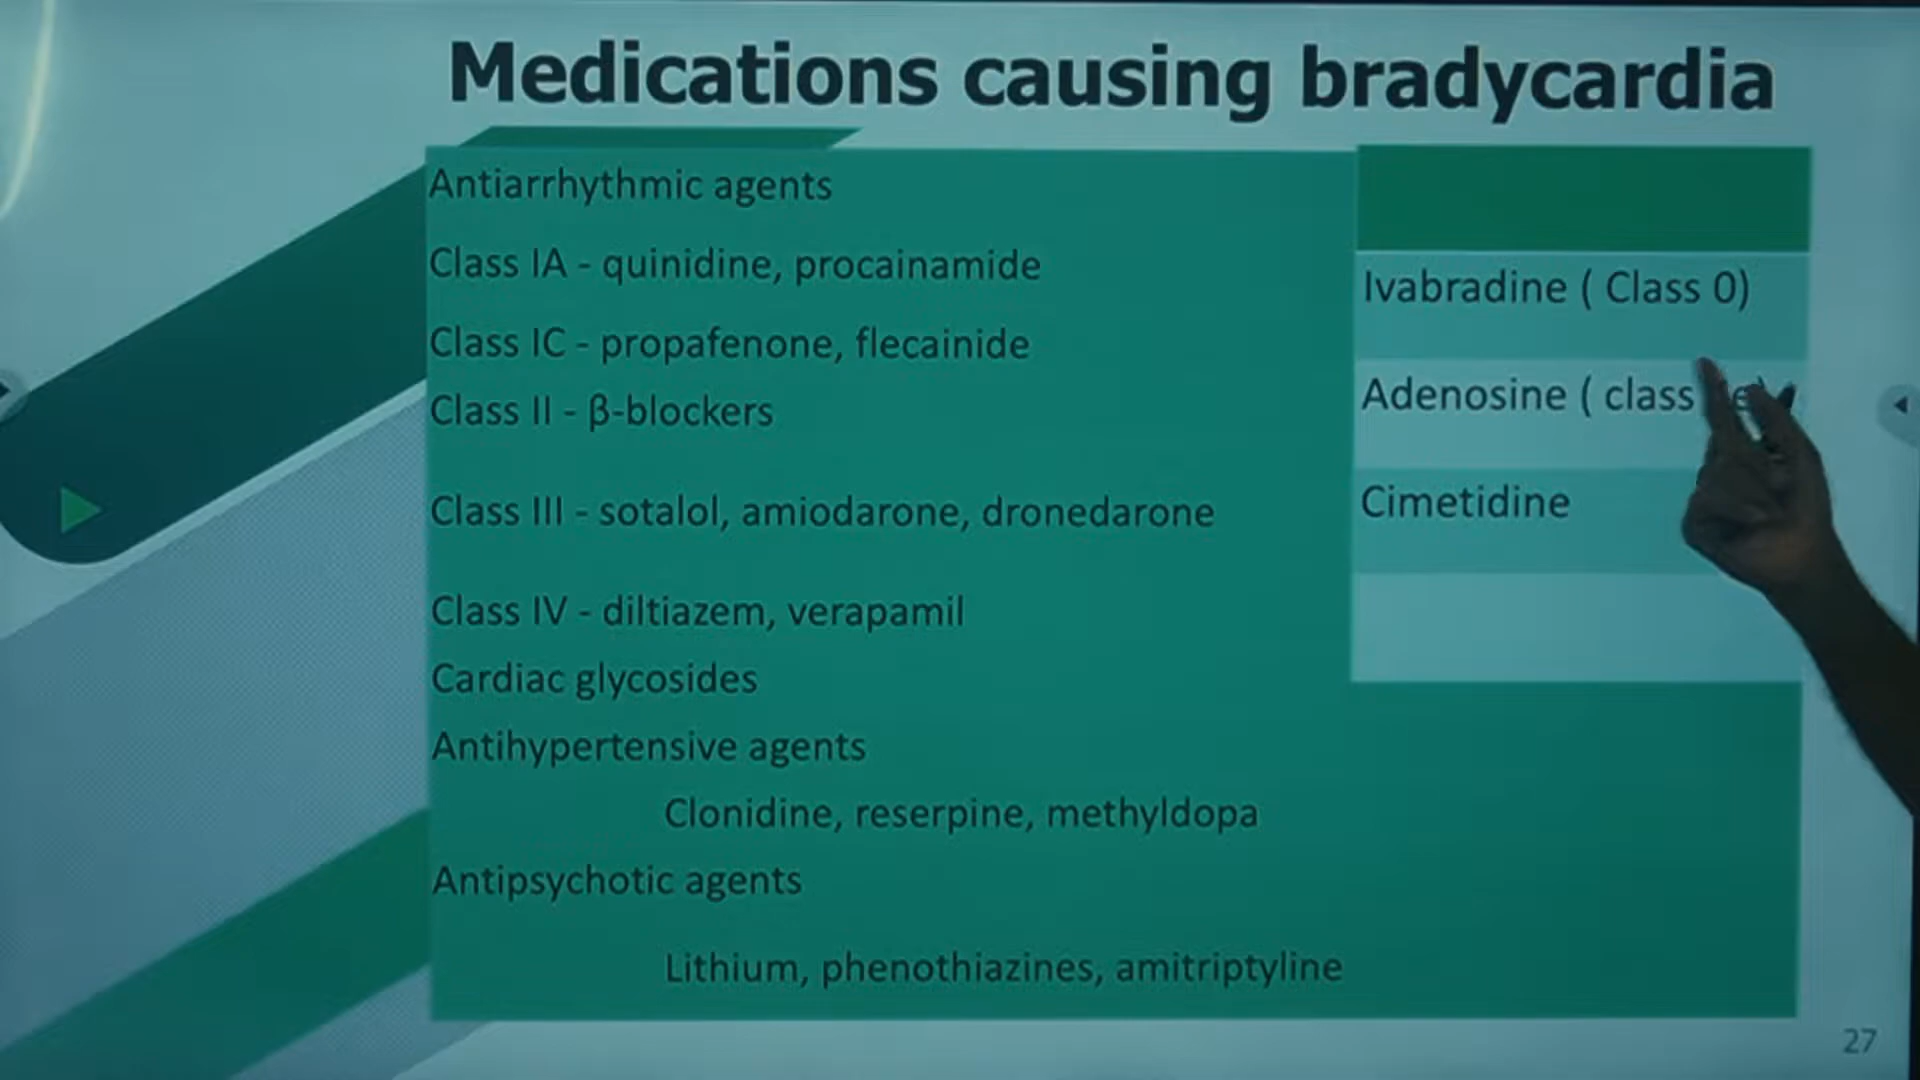 Medications causing bradycardia
Antiarrhythmic agents
Class IA - quinidine, procainamide
Class IC - propafenone, flecainide
Class II - β-blockers
Class III - sotalol, amiodarone, dronedarone
Class IV - diltiazem, verapamil
Cardiac glycosides
Antihypertensive agents
Clonidine, reserpine, methyldopa
Antipsychotic agents
Lithium, phenothiazines, amitriptyline
Ivabradine ( Class 0)
Adenosine ( class
Cimetidine
27